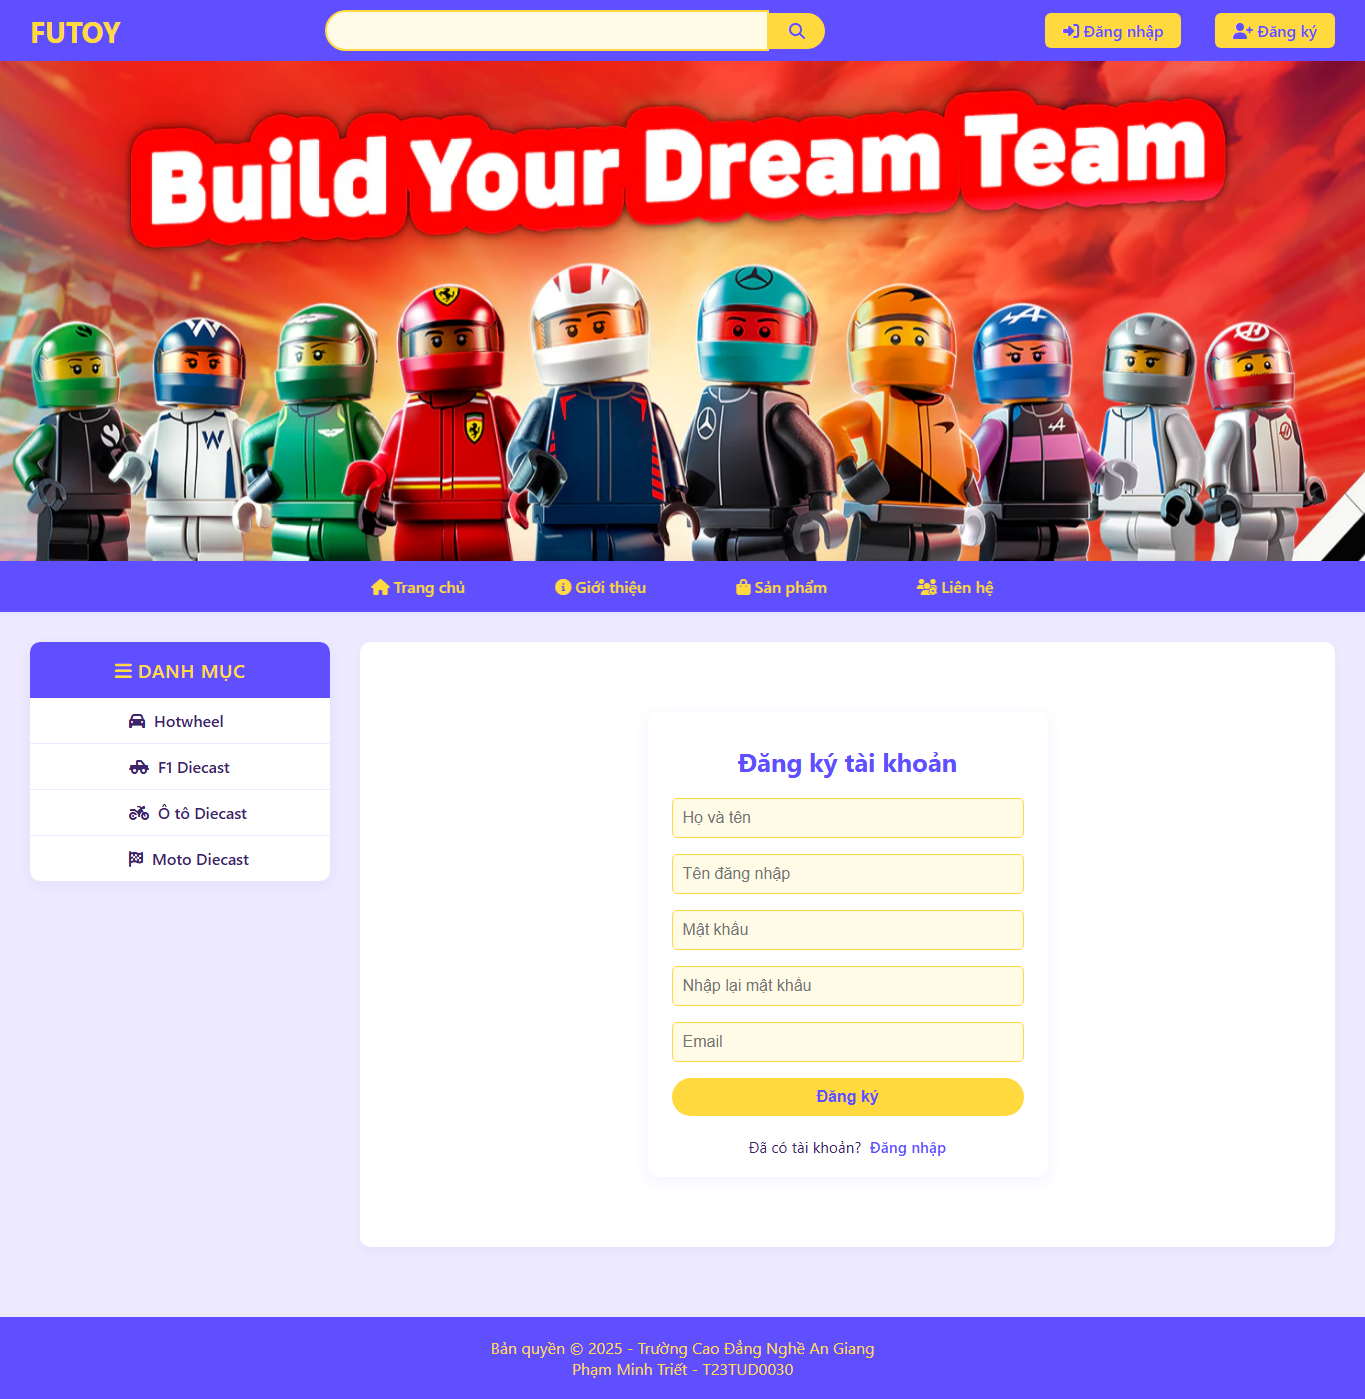 FUTOY
Đăng nhập
Đăng ký
Build Your Dream Team
Trang chủ
Giới thiệu
Sản phẩm
Liên hệ
DANH MỤC
Hotwheel
F1 Diecast
Ô tô Diecast
Moto Diecast
Đăng ký tài khoản
Họ và tên
Tên đăng nhập
Mật khẩu
Nhập lại mật khẩu
Email
Đăng ký
Đã có tài khoản? Đăng nhập
Bản quyền © 2025 - Trường Cao Đẳng Nghề An Giang
Phạm Minh Triết - T23TUD0030